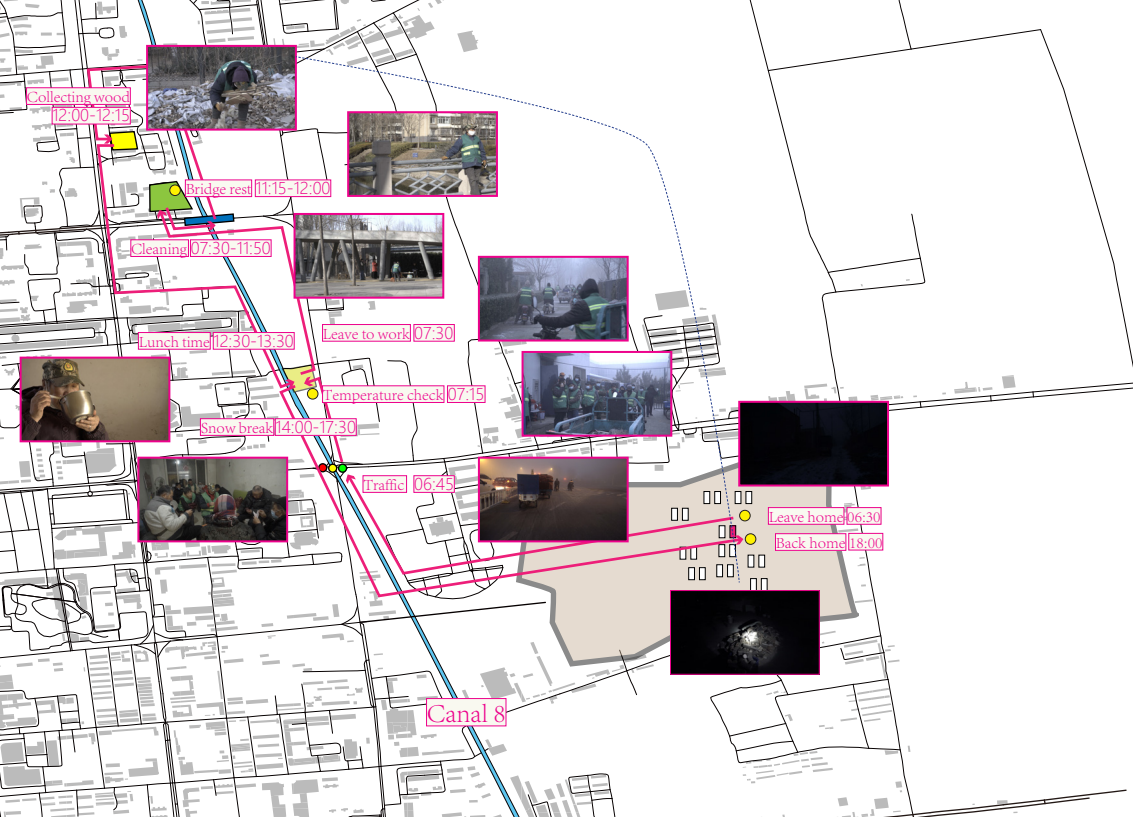 Collecting wood
12:00-12:15
Bridge rest 11:15-12:00
Cleaning 07:30-11:50
Leave to work 07:30
Lunch time 12:30-13:30
Temperature check 07:15
Snow break 14:00-17:30
Traffic 06:45
Leave home 06:30
Back home 18:00
Canal 8